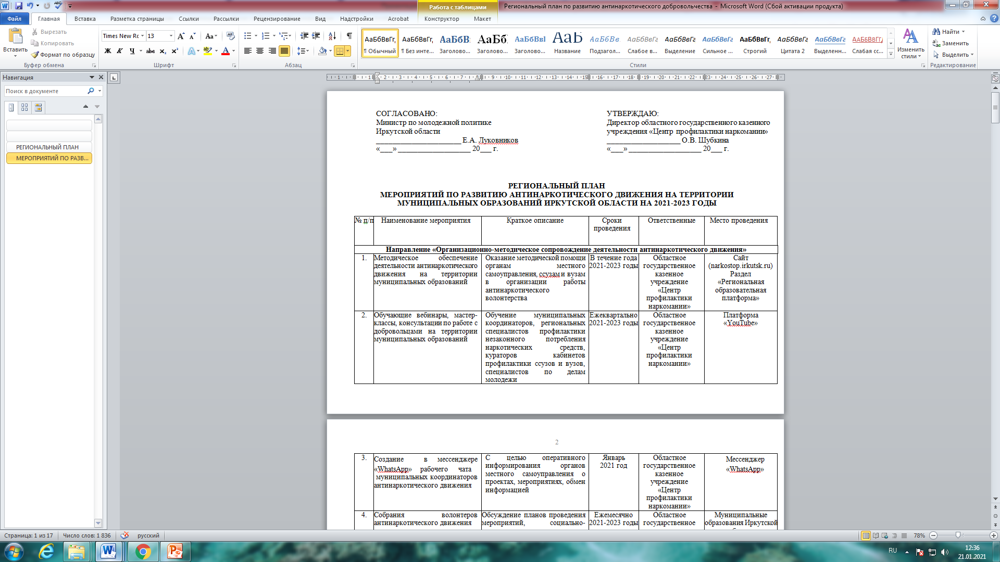 Работа с таблицами
Региональный план по развитию антинаркотического добровольчества - Microsoft Word (Сбой активации продукта)
Файл Главная Вставка Разметка страницы Ссылки Рассылки Рецензирование Вид Надстройки Acrobat Конструктор Макет
Вставить
Вырезать
Копировать
Формат по образцу
Буфер обмена
Times New Rc 13
Ж К Ч abc x₂ x²
Шрифт
Абзац
АаБбВвГг, АаБбВвГг, АаБбВ АаБб АаБбВвІ АаБ АаБбВв. АаБбВвГг АаБбВвГг АаБбВвГг АаБбВвГг, АаБбВвГг АаБбВвГг ААБбВВГГ,
¶ Обычный ¶ Без инте... Заголово... Заголово... Заголово... Название Подзагол... Слабое в... Выделение Сильное ... Строгий Цитата 2 Выделенн... Слабая сс...
Стили
Изменить
стили
Найти
Заменить
Выделить
Редактирование
Навигация
Поиск в документе
РЕГИОНАЛЬНЫЙ ПЛАН
МЕРОПРИЯТИЙ ПО РАЗВ...
СОГЛАСОВАНО:
Министр по молодежной политике
Иркутской области
_______________________ Е.А. Луковников
«___» ___________________ 20___ г.
УТВЕРЖДАЮ:
Директор областного государственного казенного
учреждения «Центр профилактики наркомании»
____________________ О.В. Шубкина
«___» ___________________ 20___ г.
РЕГИОНАЛЬНЫЙ ПЛАН
МЕРОПРИЯТИЙ ПО РАЗВИТИЮ АНТИНАРКОТИЧЕСКОГО ДВИЖЕНИЯ НА ТЕРРИТОРИИ
МУНИЦИПАЛЬНЫХ ОБРАЗОВАНИЙ ИРКУТСКОЙ ОБЛАСТИ НА 2021-2023 ГОДЫ
№ п/п Наименование мероприятия Краткое описание Сроки
проведения Ответственные Место проведения
Направление «Организационно-методическое сопровождение деятельности антинаркотического движения»
1.
Методическое обеспечение
деятельности антинаркотического
движения на территории
муниципальных образований
Оказание методической помощи
органам местного
самоуправления, ссузам и вузам
в организации работы
антинаркотического
волонтерства
В течение года
2021-2023 годы
Областное
государственное
казенное
учреждение
«Центр
профилактики
наркомании»
Сайт
(narkostop.irkutsk.ru)
Раздел
«Региональная
образовательная
платформа»
2.
Обучающие вебинары, мастер-
классы, консультации по работе с
добровольцами на территории
муниципальных образований
Обучение муниципальных
координаторов, региональных
специалистов профилактики
незаконного потребления
наркотических средств,
кураторов кабинетов
профилактики ссузов и вузов,
специалистов по делам
молодежи
Ежеквартально
2021-2023 годы
Областное
государственное
казенное
учреждение
«Центр
профилактики
наркомании»
Платформа
«YouTube»
2
3.
Создание в мессенджере
«WhatsApp» рабочего чата
муниципальных координаторов
антинаркотического движения
С целью оперативного
информирования органов
местного самоуправления о
проектах, мероприятиях, обмен
информацией
Январь
2021 год
Областное
государственное
казенное
учреждение
«Центр
профилактики
наркомании»
Мессенджер
«WhatsApp»
4.
Собрания волонтеров
антинаркотического движения
Обсуждение планов проведения
мероприятий, социально-
Ежемесячно
2021-2023 годы
Областное
государственное
Муниципальные
образования Иркутской
Страница: 1 из 17 Число слов: 1 836 русский 78%
RU
12:36
21.01.2021